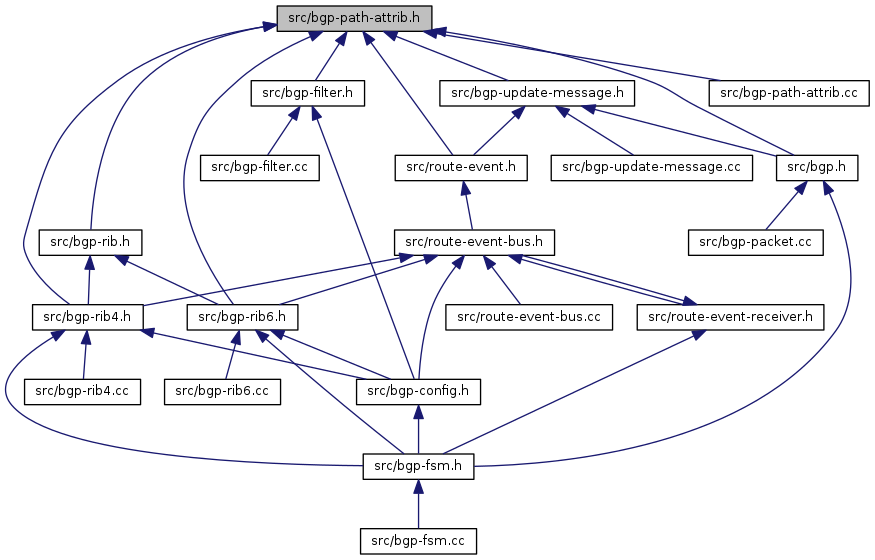 src/bgp-path-attrib.h
src/bgp-filter.h
src/bgp-update-message.h
src/bgp-path-attrib.cc
src/bgp-filter.cc
src/route-event.h
src/bgp-update-message.cc
src/bgp.h
src/bgp-rib.h
src/route-event-bus.h
src/bgp-packet.cc
src/bgp-rib4.h
src/bgp-rib6.h
src/route-event-bus.cc
src/route-event-receiver.h
src/bgp-rib4.cc
src/bgp-rib6.cc
src/bgp-config.h
src/bgp-fsm.h
src/bgp-fsm.cc